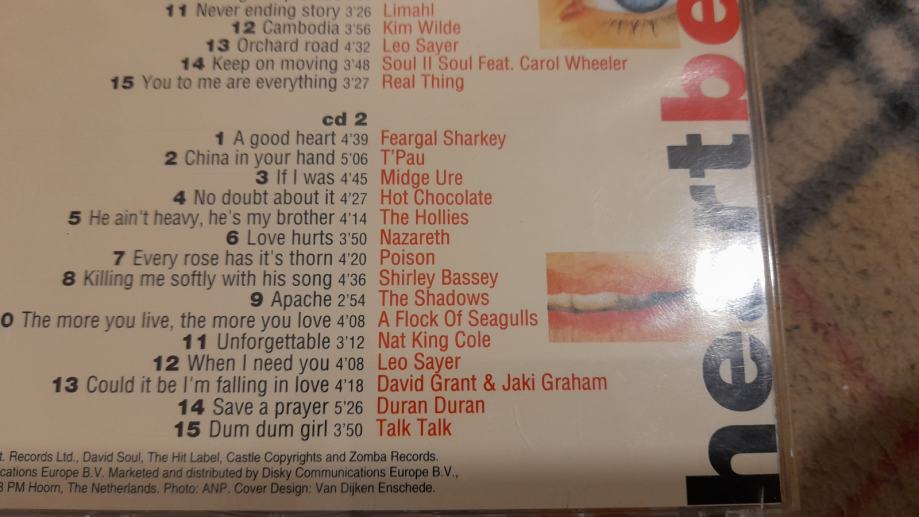 11 Never ending story 3'26 Limahl
12 Cambodia 3'56 Kim Wilde
13 Orchard road 4'32 Leo Sayer
14 Keep on moving 3'48 Soul II Soul Feat. Carol Wheeler
15 You to me are everything 3'27 Real Thing
cd 2
1 A good heart 4'39 Feargal Sharkey
2 China in your hand 5'06 T'Pau
3 If I was 4'45 Midge Ure
4 No doubt about it 4'27 Hot Chocolate
5 He ain't heavy, he's my brother 4'14 The Hollies
6 Love hurts 3'50 Nazareth
7 Every rose has it's thorn 4'20 Poison
8 Killing me softly with his song 4'36 Shirley Bassey
9 Apache 2'54 The Shadows
0 The more you live, the more you love 4'08 A Flock Of Seagulls
11 Unforgettable 3'12 Nat King Cole
12 When I need you 4'08 Leo Sayer
13 Could it be I'm falling in love 4'18 David Grant & Jaki Graham
14 Save a prayer 5'26 Duran Duran
15 Dum dum girl 3'50 Talk Talk
t. Records Ltd., David Soul, The Hit Label, Castle Copyrights and Zomba Records.
cations Europe B.V. Marketed and distributed by Disky Communications Europe B.V.,
3 PM Hoorn, The Netherlands. Photo: ANP. Cover Design: Van Dijken Enschede.
heartbe